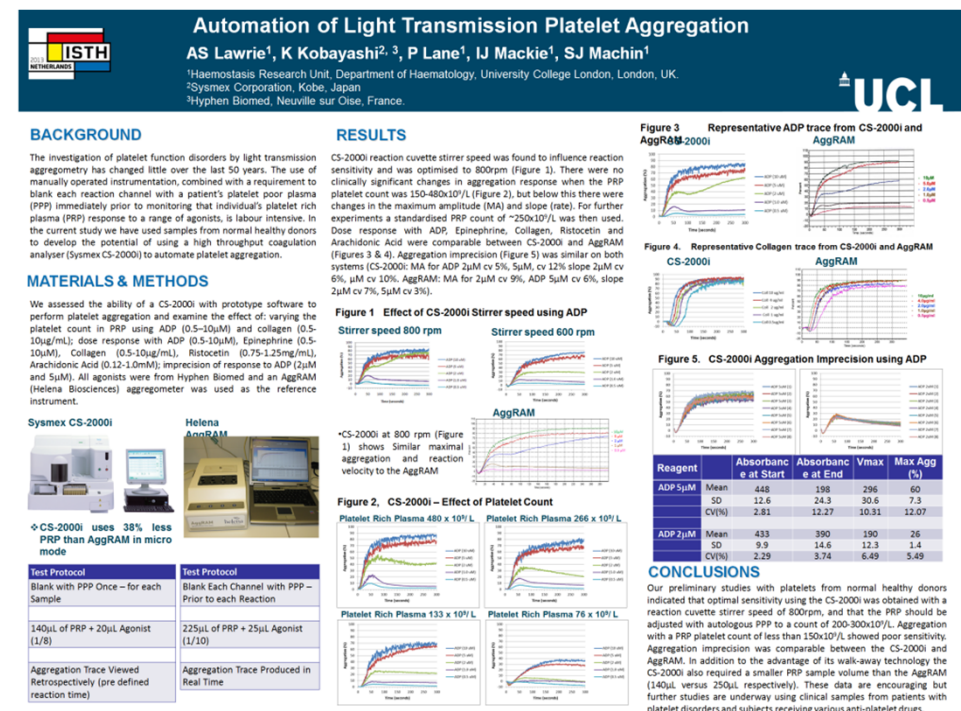 Automation of Light Transmission Platelet Aggregation
AS Lawrie¹, K Kobayashi²,³, P Lane¹, IJ Mackie¹, SJ Machin¹
¹Haemostasis Research Unit, Department of Haematology, University College London, London, UK.
²Sysmex Corporation, Kobe, Japan
³Hyphen Biomed, Neuville sur Oise, France.
2013
ISTH
NETHERLANDS
UCL
BACKGROUND
The investigation of platelet function disorders by light transmission
aggregometry has changed little over the last 50 years. The use of
manually operated instrumentation, combined with a requirement to
blank each reaction channel with a patient's platelet poor plasma
(PPP) immediately prior to monitoring that individual's platelet rich
plasma (PRP) response to a range of agonists, is labour intensive. In
the current study we have used samples from normal healthy donors
to develop the potential of using a high throughput coagulation
analyser (Sysmex CS-2000i) to automate platelet aggregation.
MATERIALS & METHODS
We assessed the ability of a CS-2000i with prototype software to
perform platelet aggregation and examine the effect of: varying the
platelet count in PRP using ADP (0.5–10µM) and collagen (0.5-
10µg/mL); dose response with ADP (0.5-10µM), Epinephrine (0.5-
10µM), Collagen (0.5-10µg/mL), Ristocetin (0.75-1.25mg/mL),
Arachidonic Acid (0.12-1.0mM); imprecision of response to ADP (2µM
and 5µM). All agonists were from Hyphen Biomed and an AggRAM
(Helena Biosciences) aggregometer was used as the reference
instrument.
Sysmex CS-2000i
Helena
AggRAM
❖CS-2000i uses 38% less
PRP than AggRAM in micro
mode
Test Protocol
Blank with PPP Once – for each
Sample
140µL of PRP + 20µL Agonist
(1/8)
Aggregation Trace Viewed
Retrospectively (pre defined
reaction time)
Test Protocol
Blank Each Channel with PPP –
Prior to each Reaction
225µL of PRP + 25µL Agonist
(1/10)
Aggregation Trace Produced in
Real Time
RESULTS
CS-2000i reaction cuvette stirrer speed was found to influence reaction
sensitivity and was optimised to 800rpm (Figure 1). There were no
clinically significant changes in aggregation response when the PRP
platelet count was 150-480x10⁹/L (Figure 2), but below this there were
changes in the maximum amplitude (MA) and slope (rate). For further
experiments a standardised PRP count of ~250x10⁹/L was then used.
Dose response with ADP, Epinephrine, Collagen, Ristocetin and
Arachidonic Acid were comparable between CS-2000i and AggRAM
(Figures 3 & 4). Aggregation imprecision (Figure 5) was similar on both
systems (CS-2000i: MA for ADP 2µM cv 5%, 5µM, cv 12% slope 2µM cv
6%, µM cv 10%. AggRAM: MA for 2µM cv 9%, ADP 5µM cv 6%, slope
2µM cv 7%, 5µM cv 3%).
Figure 1 Effect of CS-2000i Stirrer speed using ADP
Stirrer speed 800 rpm
Stirrer speed 600 rpm
AggRAM
•CS-2000i at 800 rpm (Figure
1) shows Similar maximal
aggregation and reaction
velocity to the AggRAM
Figure 2, CS-2000i – Effect of Platelet Count
Platelet Rich Plasma 480 x 10⁹/ L
Platelet Rich Plasma 266 x 10⁹/ L
Platelet Rich Plasma 133 x 10⁹/ L
Platelet Rich Plasma 76 x 10⁹/ L
Figure 3 Representative ADP trace from CS-2000i and
AggRAM
CS-2000i
AggRAM
Figure 4. Representative Collagen trace from CS-2000i and AggRAM
CS-2000i
AggRAM
Figure 5. CS-2000i Aggregation Imprecision using ADP
Reagent Absorbanc e at Start Absorbanc e at End Vmax Max Agg (%)
ADP 5µM Mean 448 198 296 60
SD 12.6 24.3 30.6 7.3
CV(%) 2.81 12.27 10.31 12.07
ADP 2µM Mean 433 390 190 26
SD 9.9 14.6 12.3 1.4
CV(%) 2.29 3.74 6.49 5.49
CONCLUSIONS
Our preliminary studies with platelets from normal healthy donors
indicated that optimal sensitivity using the CS-2000i was obtained with a
reaction cuvette stirrer speed of 800rpm, and that the PRP should be
adjusted with autologous PPP to a count of 200-300x10⁹/L. Aggregation
with a PRP platelet count of less than 150x10⁹/L showed poor sensitivity.
Aggregation imprecision was comparable between the CS-2000i and
AggRAM. In addition to the advantage of its walk-away technology the
CS-2000i also required a smaller PRP sample volume than the AggRAM
(140µL versus 250µL respectively). These data are encouraging but
further studies are underway using clinical samples from patients with
platelet disorders and subjects receiving various anti-platelet drugs.